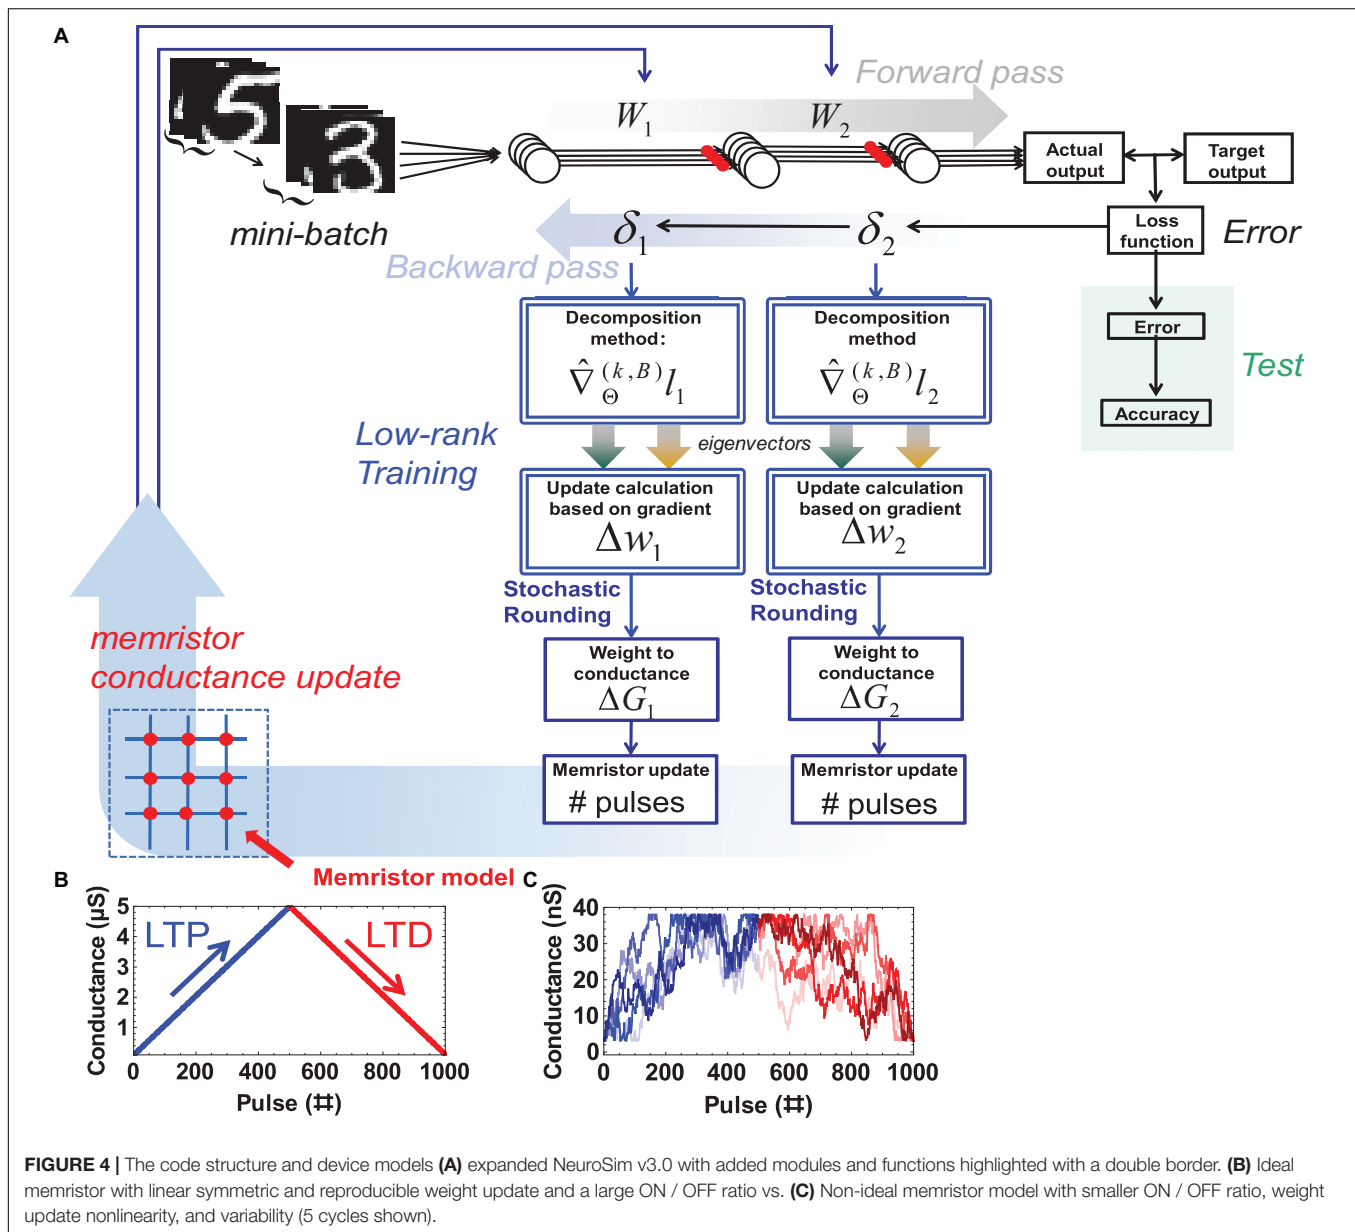 A
Forward pass
W1
W2
Actual
output
Target
output
mini-batch
δ1
δ2
Loss
function
Error
Backward pass
Decomposition
method:
∇̂Θ(k,B)l1
Decomposition
method
∇̂Θ(k,B)l2
Error
Test
Accuracy
Low-rank
Training
eigenvectors
Update calculation
based on gradient
Δw1
Update calculation
based on gradient
Δw2
Stochastic
Rounding
Stochastic
Rounding
memristor
conductance update
Weight to
conductance
ΔG1
Weight to
conductance
ΔG2
Memristor update
# pulses
Memristor update
# pulses
Memristor model
B
Conductance (µS)
5
4
3
2
1
LTP
LTD
0 200 400 600 800 1000
Pulse (#)
C
Conductance (nS)
40
30
20
10
0
0 200 400 600 800 1000
Pulse (#)
FIGURE 4 | The code structure and device models (A) expanded NeuroSim v3.0 with added modules and functions highlighted with a double border. (B) Ideal
memristor with linear symmetric and reproducible weight update and a large ON / OFF ratio vs. (C) Non-ideal memristor model with smaller ON / OFF ratio, weight
update nonlinearity, and variability (5 cycles shown).